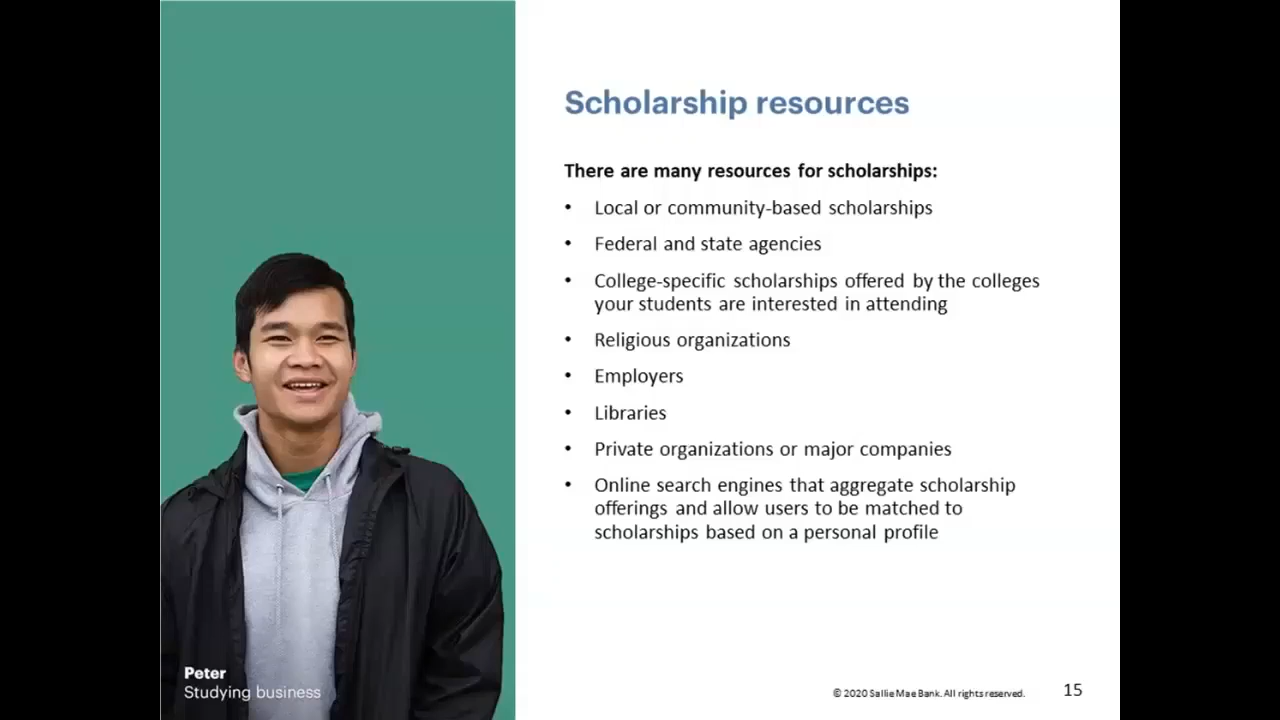 Scholarship resources
There are many resources for scholarships:
• Local or community-based scholarships
• Federal and state agencies
• College-specific scholarships offered by the colleges
your students are interested in attending
• Religious organizations
• Employers
• Libraries
• Private organizations or major companies
• Online search engines that aggregate scholarship
offerings and allow users to be matched to
scholarships based on a personal profile
Peter
Studying business
© 2020 Sallie Mae Bank. All rights reserved.
15